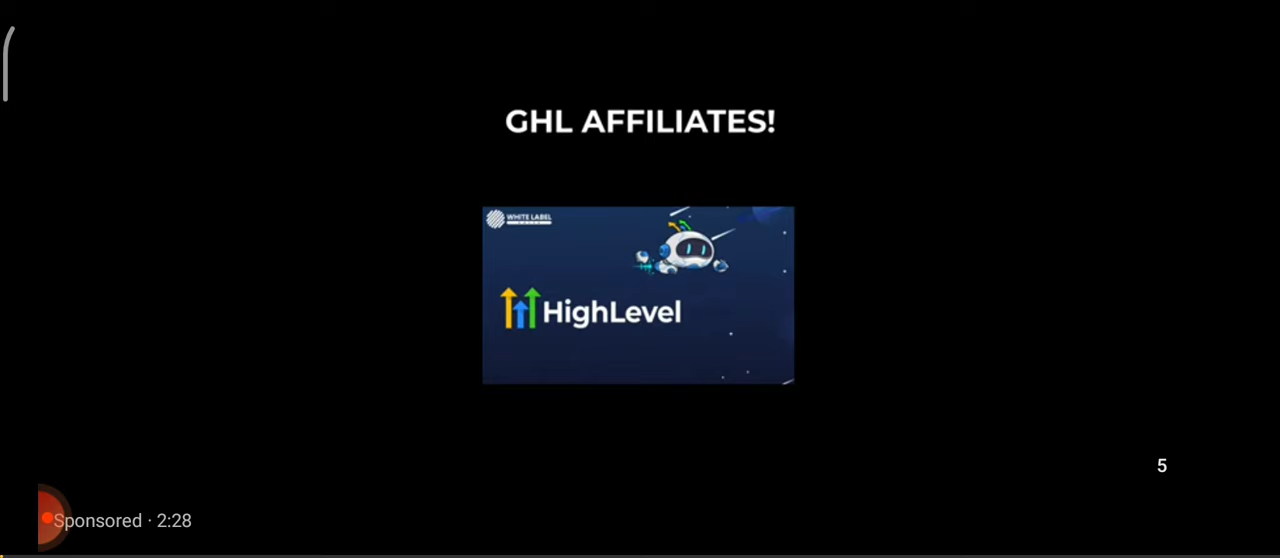 GHL AFFILIATES!
WHITE LABEL
HighLevel
5
Sponsored · 2:28